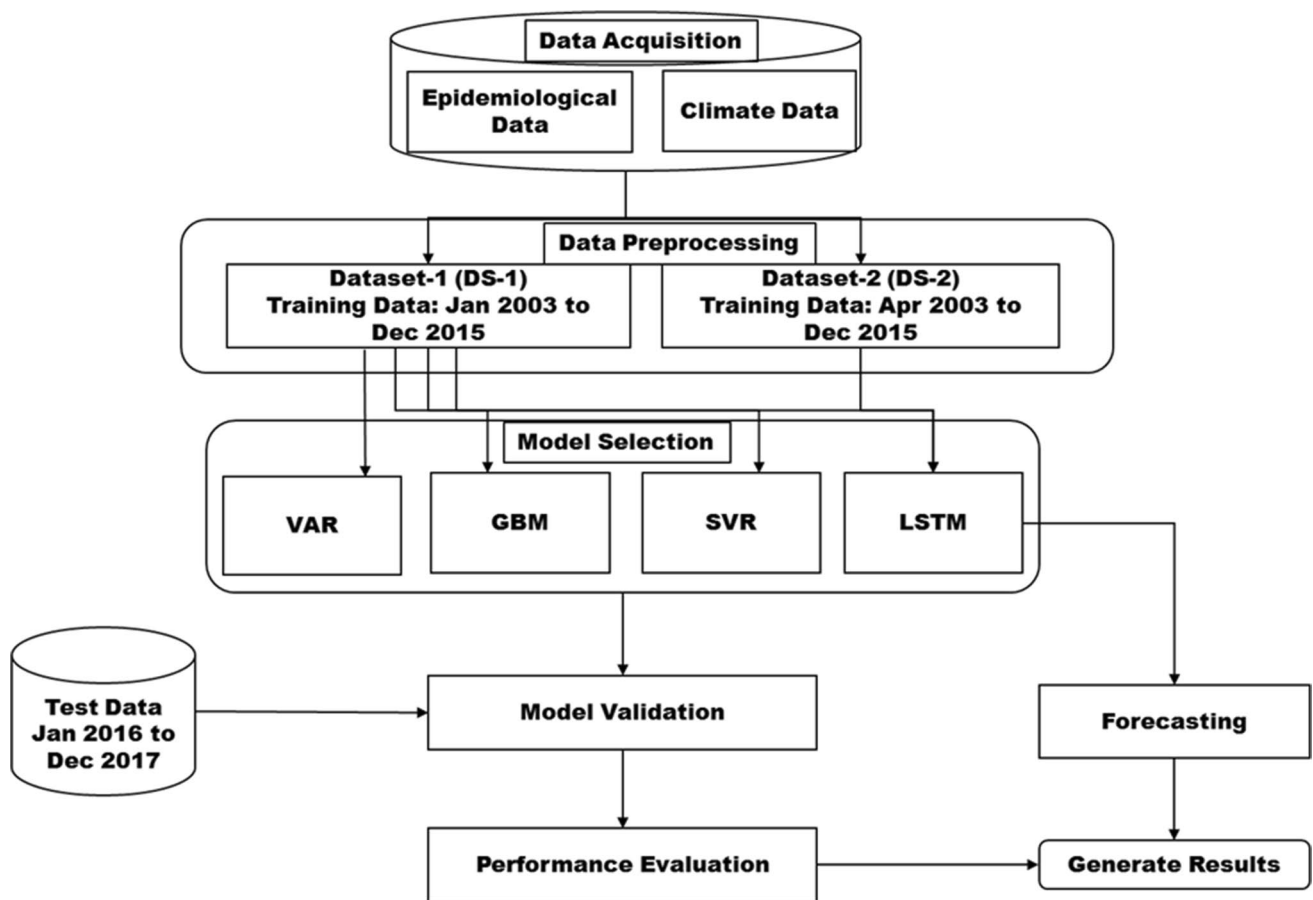 Data Acquisition
Epidemiological
Data
Climate Data
Data Preprocessing
Dataset-1 (DS-1)
Training Data: Jan 2003 to
Dec 2015
Dataset-2 (DS-2)
Training Data: Apr 2003 to
Dec 2015
Model Selection
VAR
GBM
SVR
LSTM
Test Data
Jan 2016 to
Dec 2017
Model Validation
Forecasting
Performance Evaluation
Generate Results